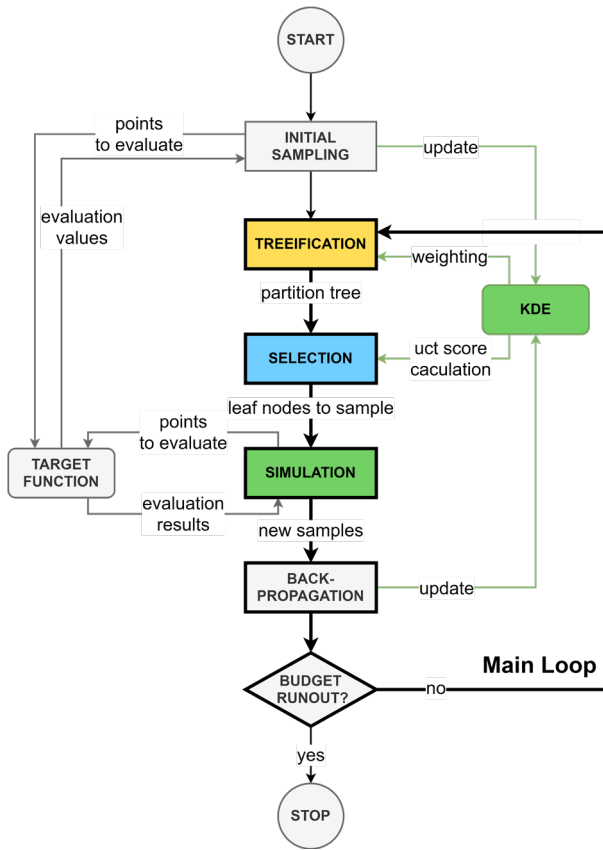 START
points
to evaluate
INITIAL
SAMPLING
update
evaluation
values
TREEIFICATION
weighting
partition tree
KDE
SELECTION
uct score
caculation
leaf nodes to sample
points
to evaluate
TARGET
FUNCTION
SIMULATION
evaluation
results
new samples
BACK-
PROPAGATION
update
Main Loop
BUDGET
RUNOUT?
no
yes
STOP